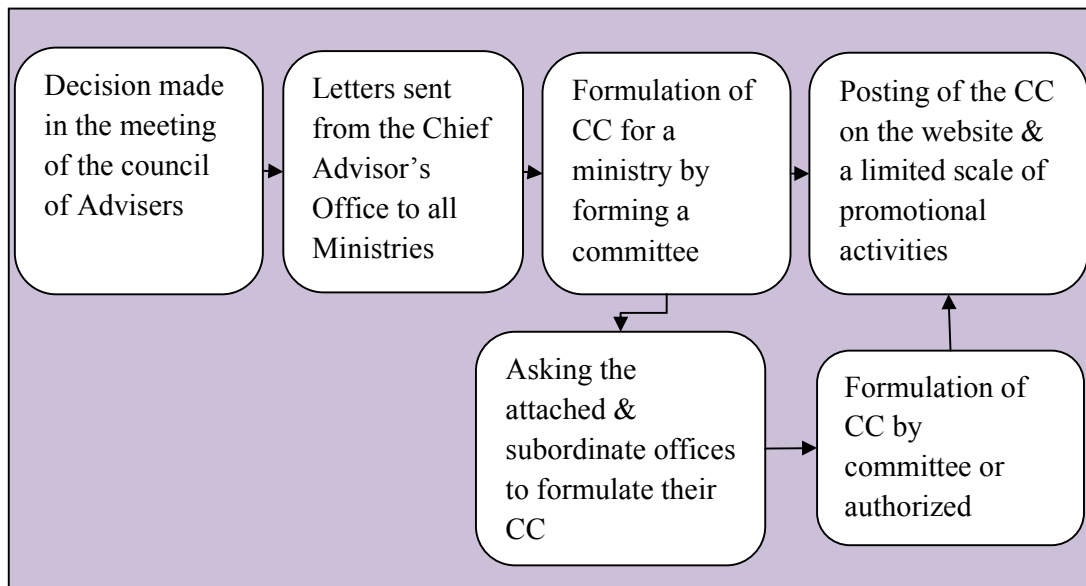 Decision made
in the meeting
of the council
of Advisers
Letters sent
from the Chief
Advisor’s
Office to all
Ministries
Formulation of
CC for a
ministry by
forming a
committee
Posting of the CC
on the website &
a limited scale of
promotional
activities
Asking the
attached &
subordinate offices
to formulate their
CC
Formulation of
CC by
committee or
authorized